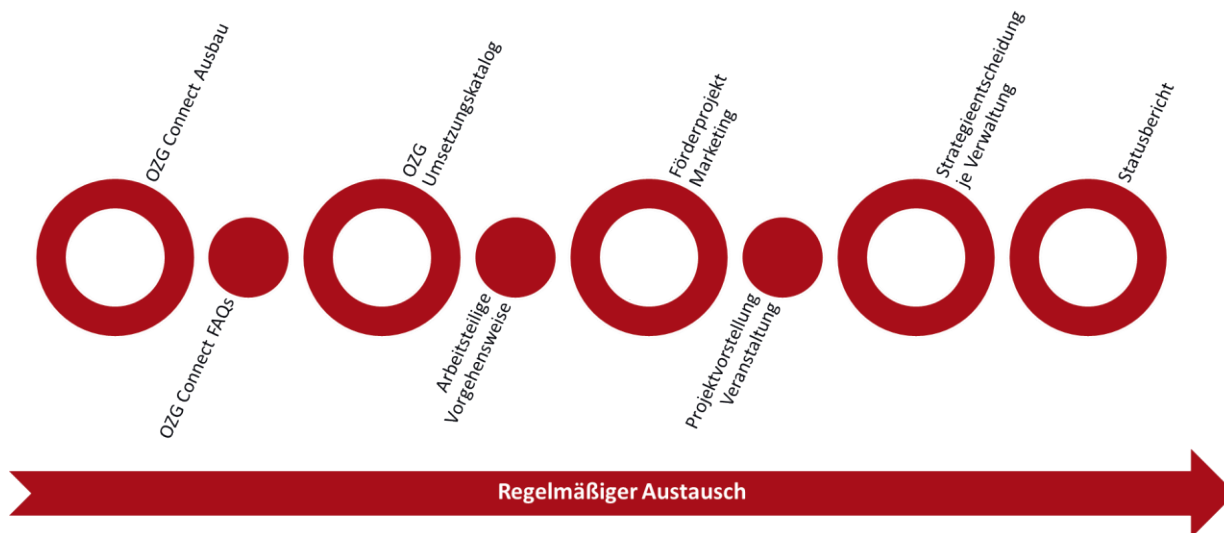 OZG Connect Ausbau
OZG Connect FAQs
OZG
Umsetzungskatalog
Arbeitsteilige
Vorgehensweise
Förderprojekt
Marketing
Projektvorstellung
Veranstaltung
Strategieentscheidung
je Verwaltung
Statusbericht
Regelmäßiger Austausch